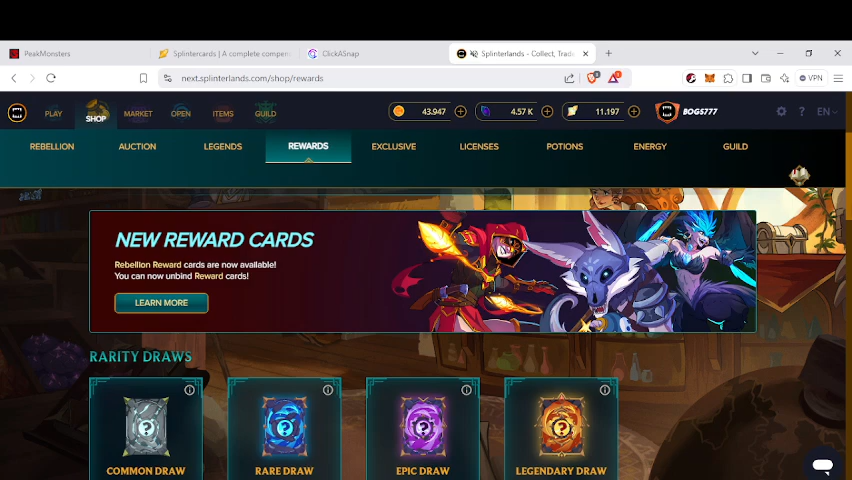 PeakMonsters
Splintercards | A complete compen
ClickASnap
Splinterlands - Collect, Trad
next.splinterlands.com/shop/rewards
VPN
PLAY
SHOP
MARKET
OPEN
ITEMS
GUILD
43.947
4.57 K
11.197
BOGS777
EN
REBELLION
AUCTION
LEGENDS
REWARDS
EXCLUSIVE
LICENSES
POTIONS
ENERGY
GUILD
NEW REWARD CARDS
Rebellion Reward cards are now available!
You can now unbind Reward cards!
LEARN MORE
RARITY DRAWS
COMMON DRAW
RARE DRAW
EPIC DRAW
LEGENDARY DRAW